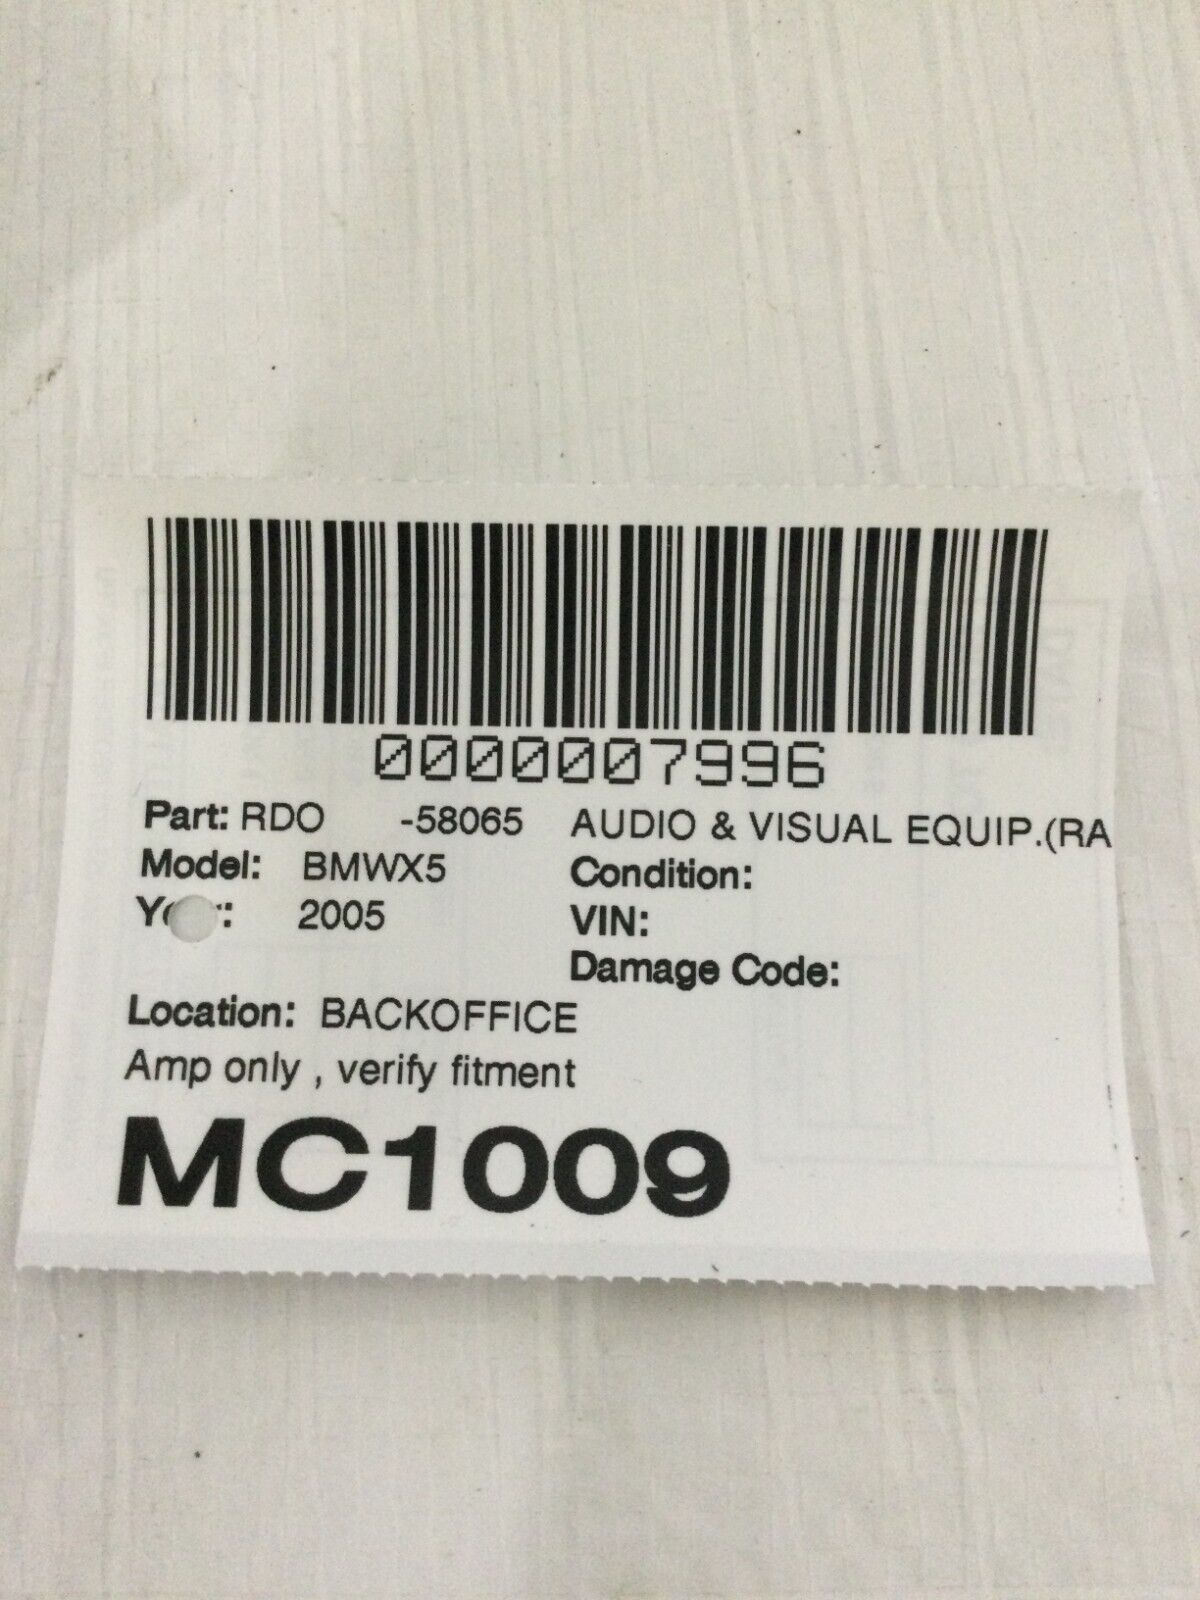 0000007996
Part: RDO -58065 AUDIO & VISUAL EQUIP.(RA
Model: BMWX5 Condition:
Year: 2005 VIN:
Damage Code:
Location: BACKOFFICE
Amp only , verify fitment
MC1009